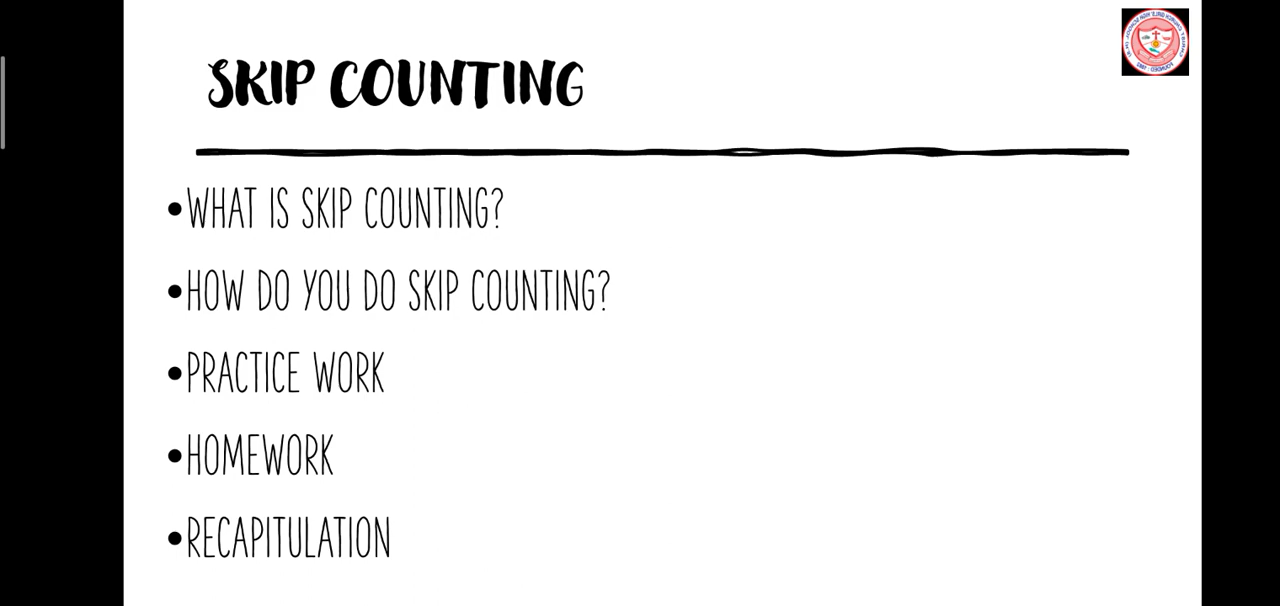 SKIP COUNTING
•WHAT IS SKIP COUNTING?
•HOW DO YOU DO SKIP COUNTING?
•PRACTICE WORK
•HOMEWORK
•RECAPITULATION